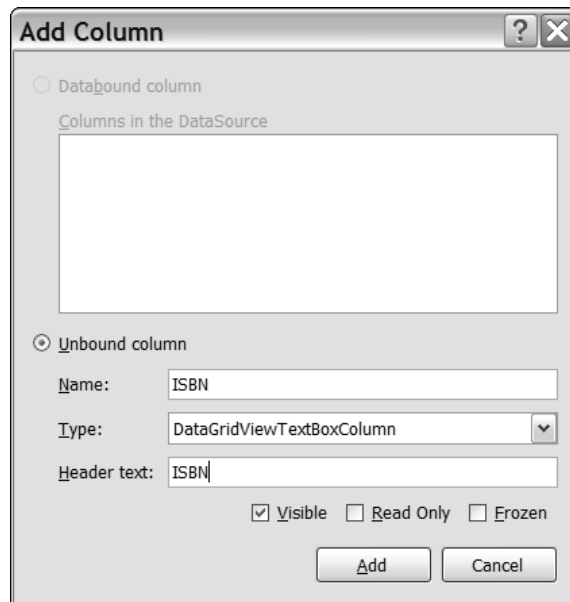 Add Column
?
Databound column
Columns in the DataSource
Unbound column
Name: ISBN
Type: DataGridViewTextBoxColumn
Header text: ISBN
Visible Read Only Frozen
Add Cancel